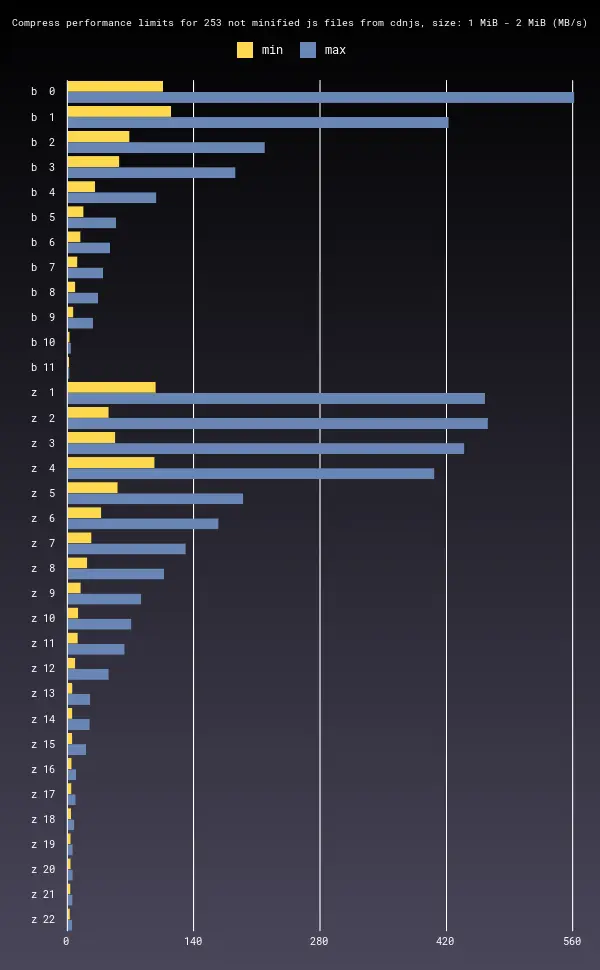 Compress performance limits for 253 not minified js files from cdnjs, size: 1 MiB - 2 MiB (MB/s)
min max
b 0
b 1
b 2
b 3
b 4
b 5
b 6
b 7
b 8
b 9
b 10
b 11
z 1
z 2
z 3
z 4
z 5
z 6
z 7
z 8
z 9
z 10
z 11
z 12
z 13
z 14
z 15
z 16
z 17
z 18
z 19
z 20
z 21
z 22
0 140 280 420 560